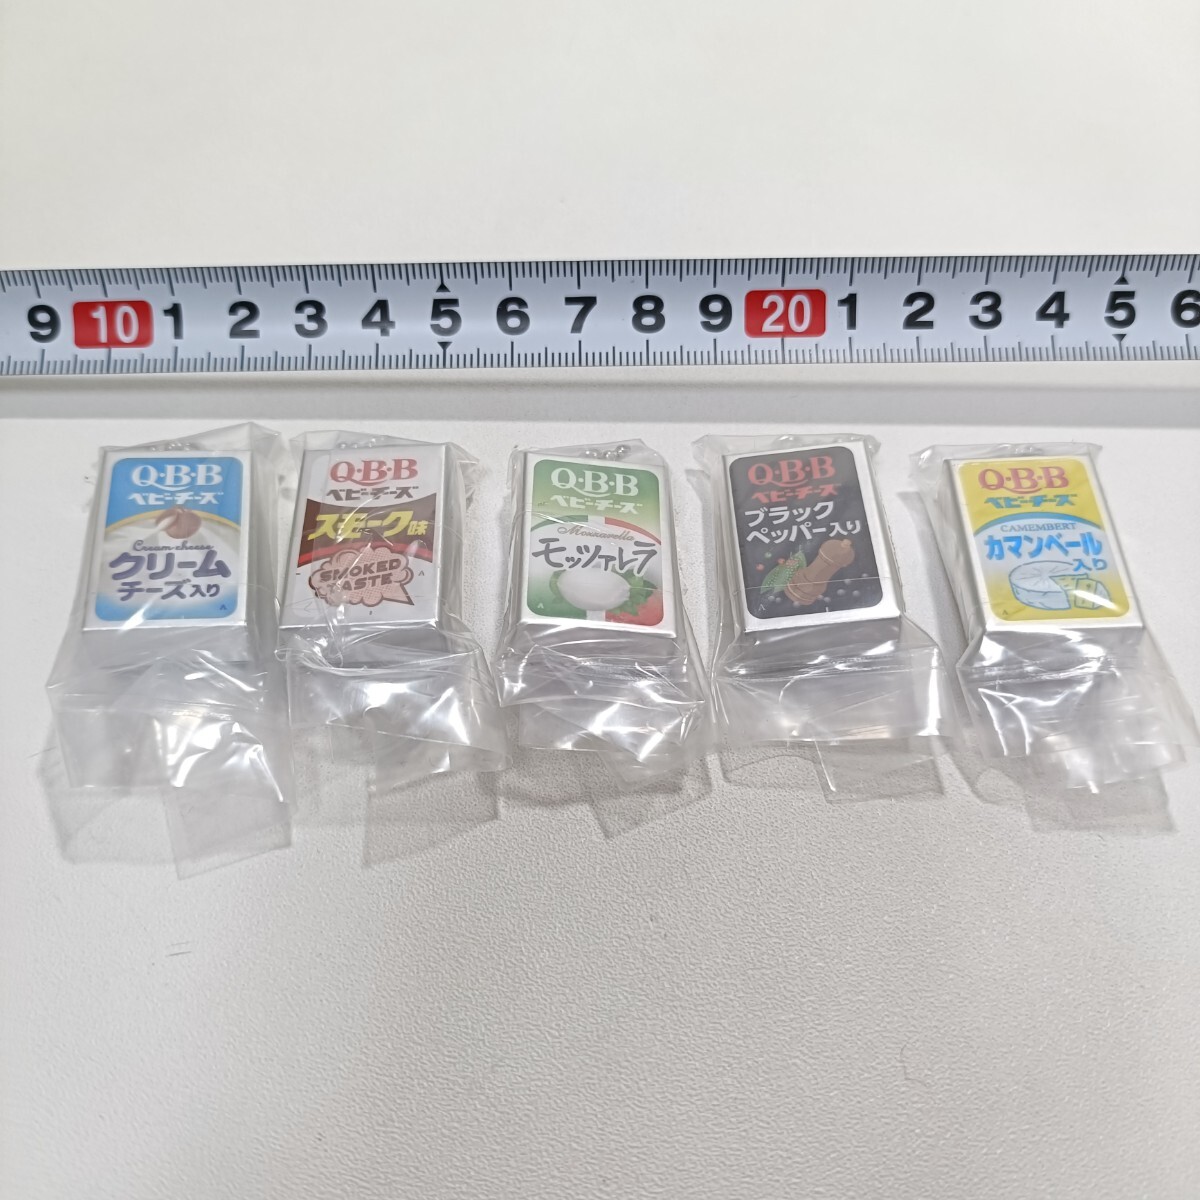 9 10 1 2 3 4 5 6 7 8 9 20 1 2 3 4 5 6
Q·B·B
ベビーチーズ
Cream cheese
クリーム
チーズ入り
Q·B·B
ベビーチーズ
スモーク味
SMOKED
TASTE
Q·B·B
ベビーチーズ
Mozzarella
モッツァレラ
Q·B·B
ベビーチーズ
ブラック
ペッパー入り
Q·B·B
ベビーチーズ
CAMEMBERT
カマンベール
入り